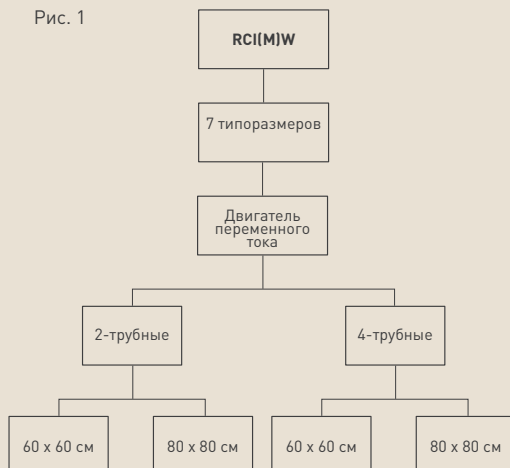 Рис. 1
RCI(M)W
7 типоразмеров
Двигатель
переменного
тока
2-трубные
4-трубные
60 x 60 см
80 x 80 см
60 x 60 см
80 x 80 см